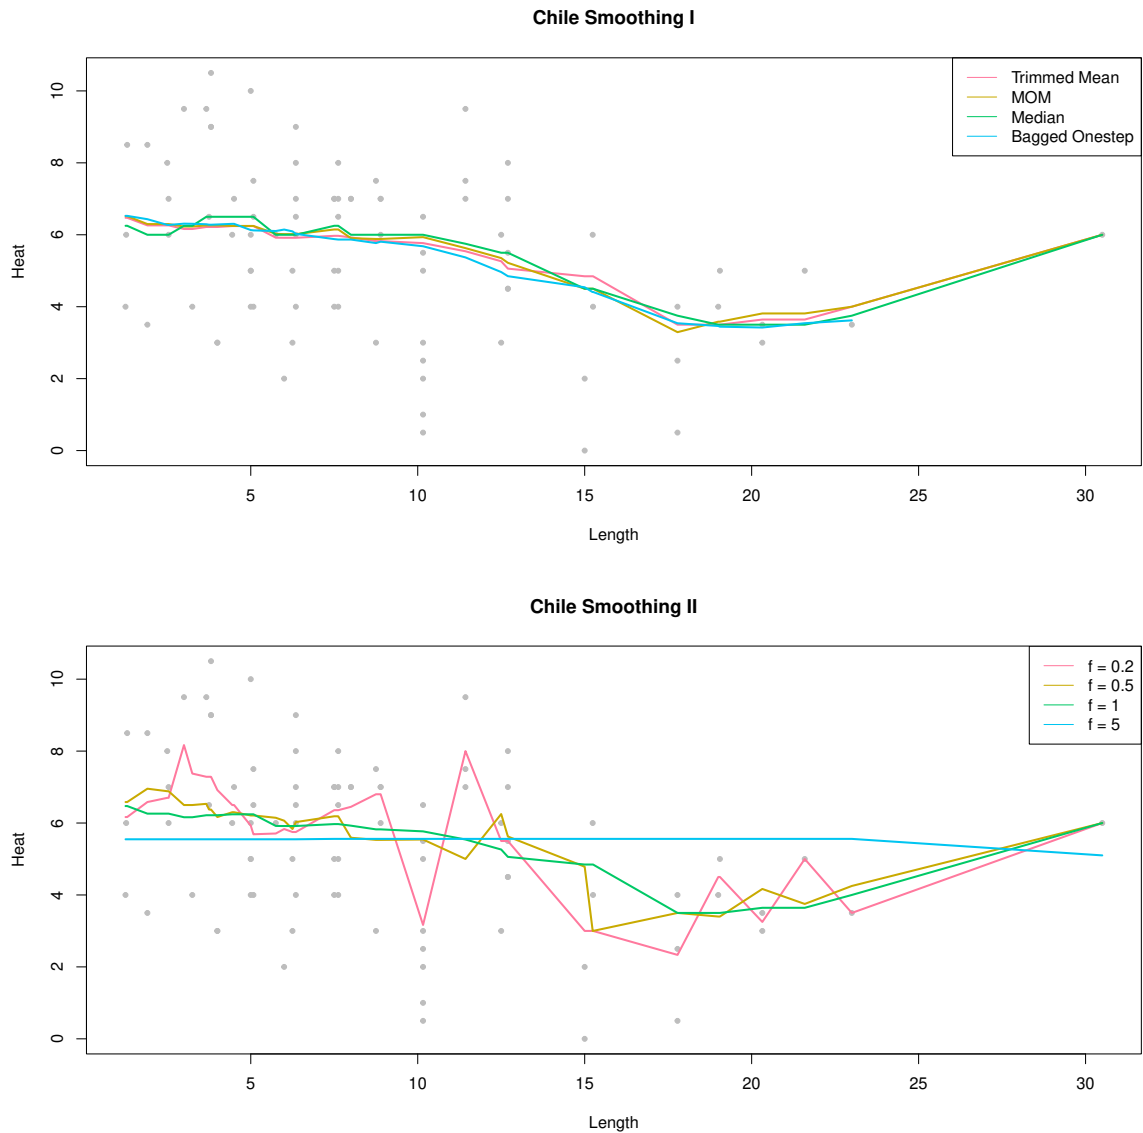 Chile Smoothing I
Trimmed Mean
MOM
Median
Bagged Onestep
Heat
0 2 4 6 8 10
5 10 15 20 25 30
Length
Chile Smoothing II
f = 0.2
f = 0.5
f = 1
f = 5
Heat
0 2 4 6 8 10
5 10 15 20 25 30
Length